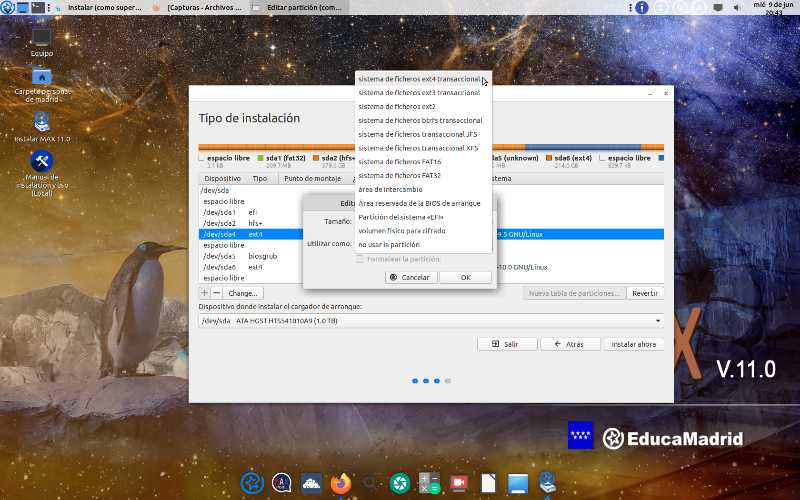 Instalar (como super...
[Capturas - Archivos ...
Editar partición (com...
mié 9 de jun
20:43
Equipo
Carpeta personal
de madrid
Instalar MAX 11.0
Manual de
instalación y uso
(Lotal)
Tipo de instalación
espacio libre
3.1 kB
sda1 (fat32)
209.7 MB
sda2 (hfs+
579.6 G
sda5 (unknown)
sda6 (ext4)
214.0 GB
espacio libre
839.7 kB
Dispositivo
Tipo
Punto de montaje
istema
/dev/sda
espacio libre
/dev/sda1 efi
/dev/sda2 hfs+
/dev/sda4 ext4
9.5 GNU/Linux
/dev/sda5 biosgrub
/dev/sda6 ext4
-10.0 GNU/Linux
espacio libre
Edita
Tamaño:
Utilizar como:
sistema de ficheros ext4 transaccional
sistema de ficheros ext3 transaccional
sistema de ficheros ext2
sistema de ficheros btrfs transaccional
sistema de ficheros transaccional JFS
sistema de ficheros transaccional XFS
sistema de ficheros FAT16
sistema de ficheros FAT32
área de intercambio
Área reservada de la BIOS de arranque
Partición del sistema «EFI»
volumen físico para cifrado
no usar la partición
Formatear la partición:
Cancelar
OK
+ − Change...
Nueva tabla de particiones...
Revertir
Dispositivo donde instalar el cargador de arranque:
/dev/sda ATA HGST HTS541010A9 (1.0 TB)
Salir
Atrás
Instalar ahora
X
V.11.0
EducaMadrid